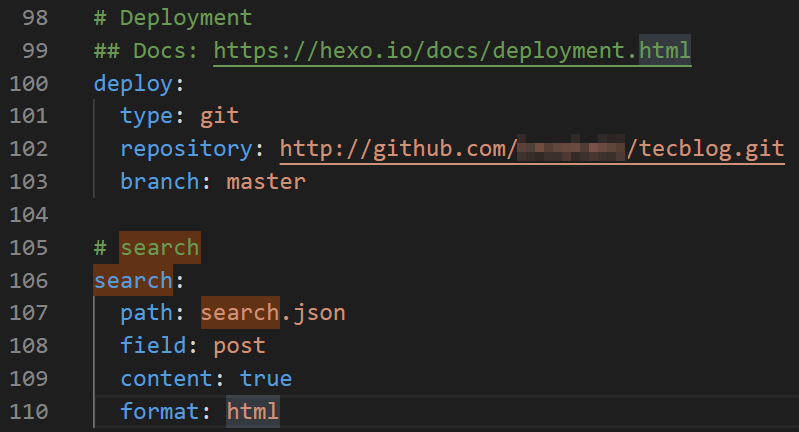 98 # Deployment
99 ## Docs: https://hexo.io/docs/deployment.html
100 deploy:
101 type: git
102 repository: http://github.com/ /tecblog.git
103 branch: master
104
105 # search
106 search:
107 path: search.json
108 field: post
109 content: true
110 format: html